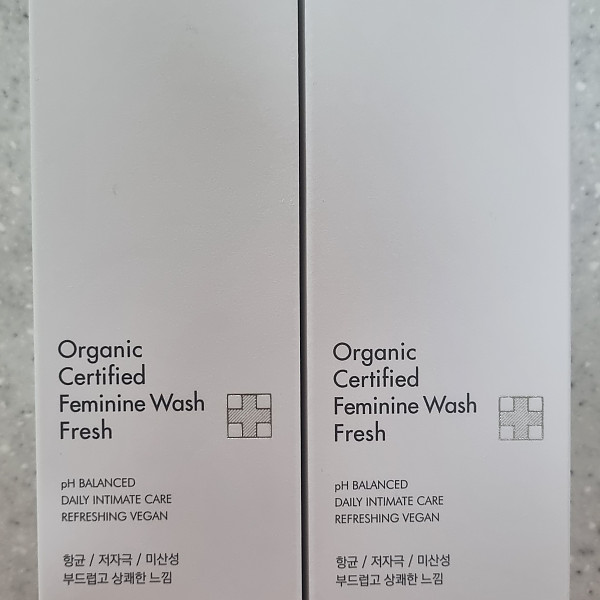 Organic
Certified
Feminine Wash
Fresh
pH BALANCED
DAILY INTIMATE CARE
REFRESHING VEGAN
항균 / 저자극 / 미산성
부드럽고 상쾌한 느낌
Organic
Certified
Feminine Wash
Fresh
pH BALANCED
DAILY INTIMATE CARE
REFRESHING VEGAN
항균 / 저자극 / 미산성
부드럽고 상쾌한 느낌